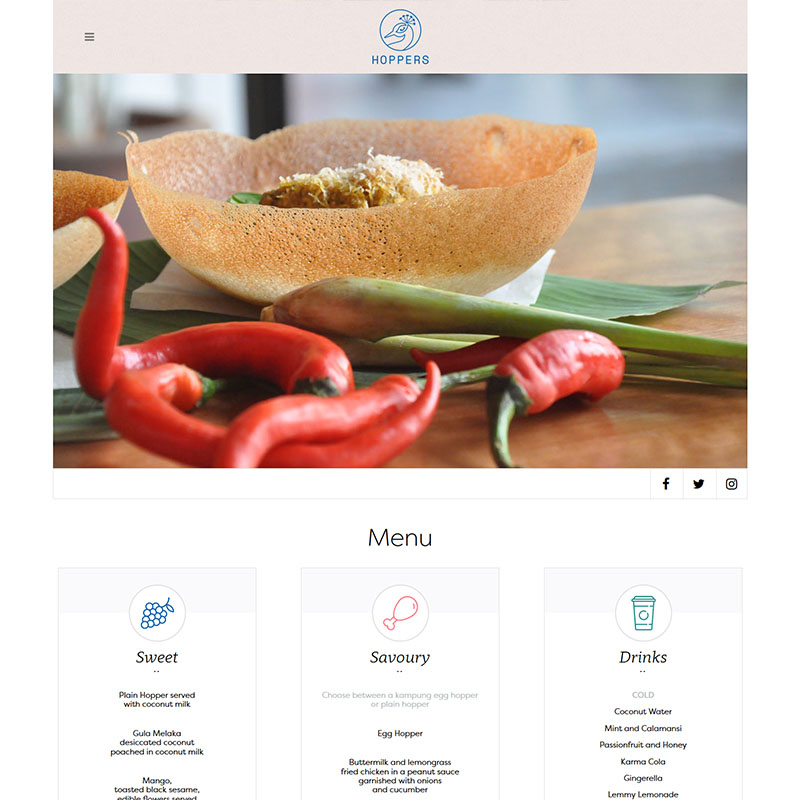 HOPPERS
Menu
Sweet
Plain Hopper served
with coconut milk
Gula Melaka
desiccated coconut
poached in coconut milk
Mango,
toasted black sesame,
edible flowers served
Savoury
Choose between a kampung egg hopper
or plain hopper
Egg Hopper
Buttermilk and lemongrass
fried chicken in a peanut sauce
garnished with onions
and cucumber
Drinks
COLD
Coconut Water
Mint and Calamansi
Passionfruit and Honey
Karma Cola
Gingerella
Lemmy Lemonade